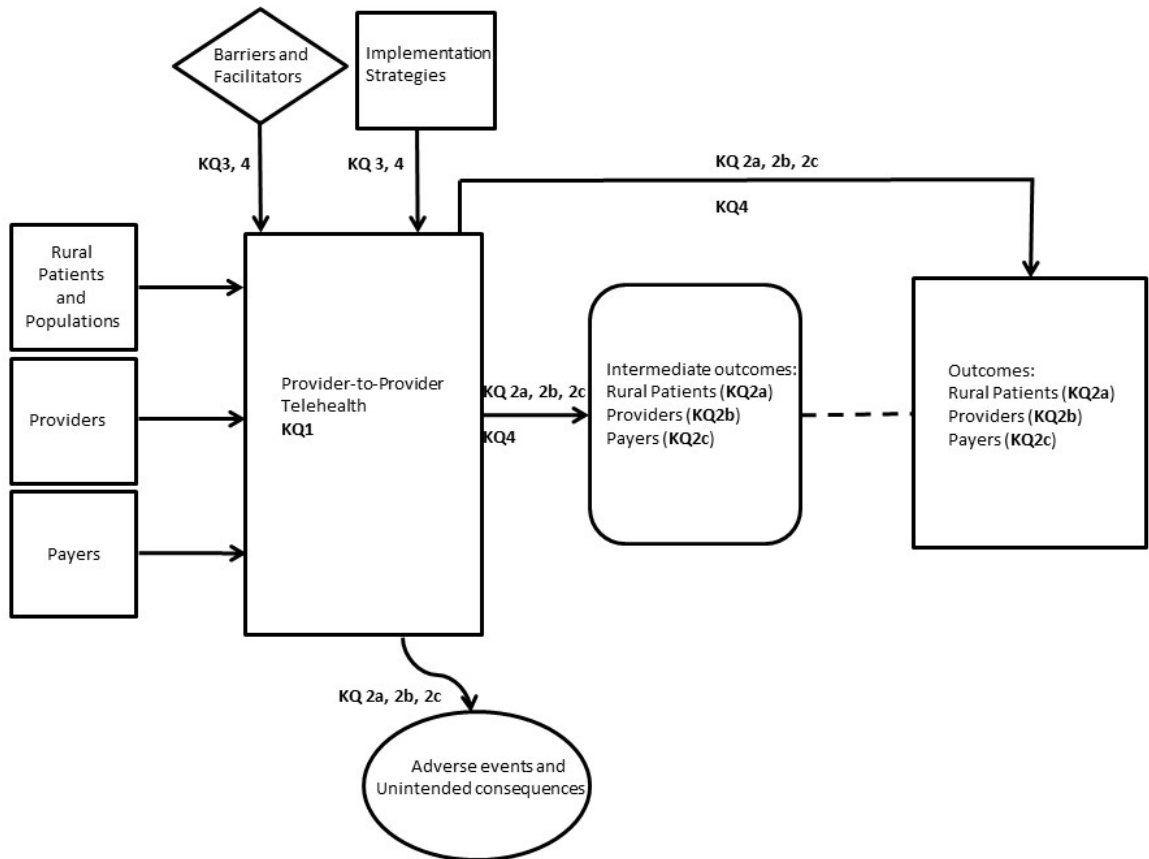 Barriers and
Facilitators
Implementation
Strategies
KQ3, 4
KQ 3, 4
KQ 2a, 2b, 2c
KQ4
Rural
Patients
and
Populations
Providers
Payers
Provider-to-Provider
Telehealth
KQ1
KQ 2a, 2b, 2c
KQ4
Intermediate outcomes:
Rural Patients (KQ2a)
Providers (KQ2b)
Payers (KQ2c)
Outcomes:
Rural Patients (KQ2a)
Providers (KQ2b)
Payers (KQ2c)
KQ 2a, 2b, 2c
Adverse events and
Unintended consequences